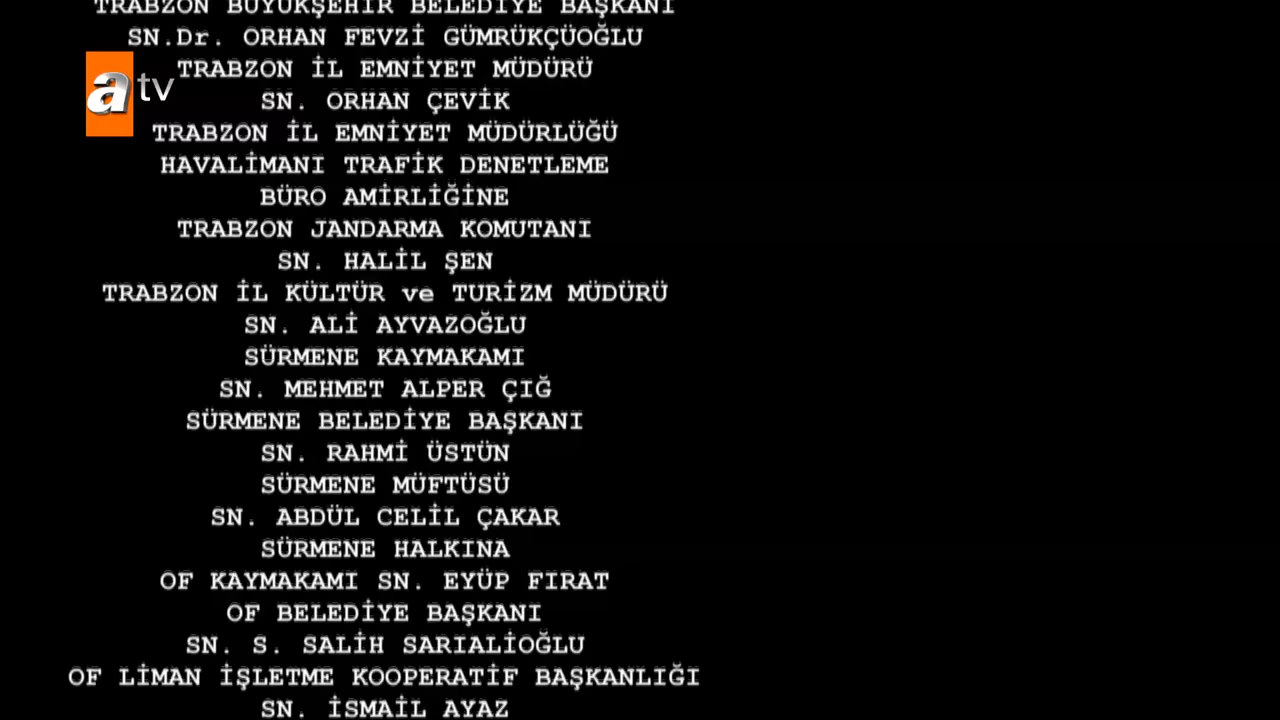 TRABZON BÜYÜKŞEHİR BELEDİYE BAŞKANI
SN.Dr. ORHAN FEVZİ GÜMRÜKÇÜOĞLU
atv
TRABZON İL EMNİYET MÜDÜRÜ
SN. ORHAN ÇEVİK
TRABZON İL EMNİYET MÜDÜRLÜĞÜ
HAVALİMANI TRAFİK DENETLEME
BÜRO AMİRLİĞİNE
TRABZON JANDARMA KOMUTANI
SN. HALİL ŞEN
TRABZON İL KÜLTÜR ve TURİZM MÜDÜRÜ
SN. ALİ AYVAZOĞLU
SÜRMENE KAYMAKAMI
SN. MEHMET ALPER ÇIĞ
SÜRMENE BELEDİYE BAŞKANI
SN. RAHMİ ÜSTÜN
SÜRMENE MÜFTÜSÜ
SN. ABDÜL CELİL ÇAKAR
SÜRMENE HALKINA
OF KAYMAKAMI SN. EYÜP FIRAT
OF BELEDİYE BAŞKANI
SN. S. SALİH SARIALİOĞLU
OF LİMAN İŞLETME KOOPERATİF BAŞKANLIĞI
SN. İSMAİL AYAZ